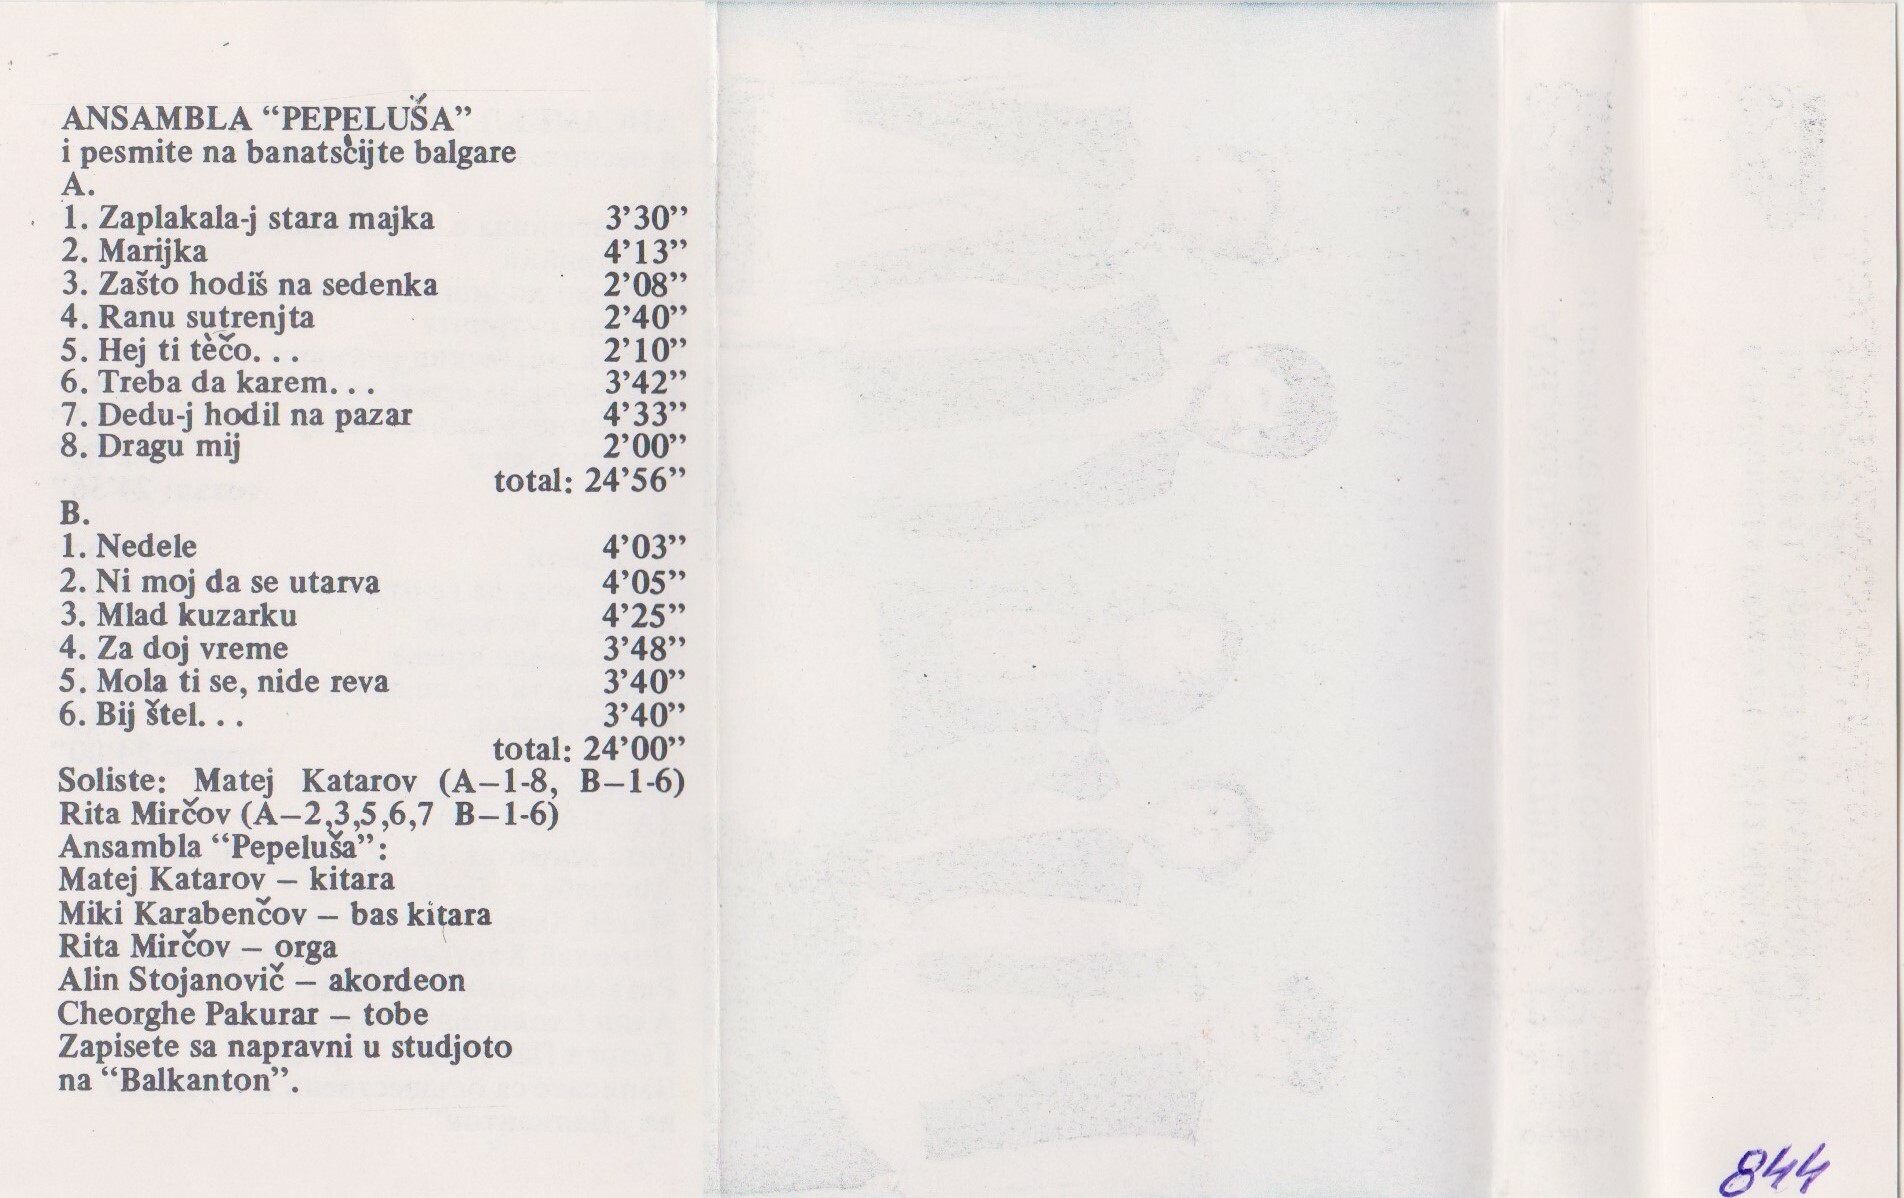 ANSAMBLA “PEPELUŠA”
i pesmite na banatsćijte balgare
A.
1. Zaplakala-j stara majka 3’30’’
2. Marijka 4’13’’
3. Zašto hodiš na sedenka 2’08’’
4. Ranu sutrenjta 2’40’’
5. Hej ti tèčo. . . 2’10’’
6. Treba da karem. . . 3’42’’
7. Dedu-j hodil na pazar 4’33’’
8. Dragu mij 2’00’’
total: 24’56’’
B.
1. Nedele 4’03’’
2. Ni moj da se utarva 4’05’’
3. Mlad kuzarku 4’25’’
4. Za doj vreme 3’48’’
5. Mola ti se, nide reva 3’40’’
6. Bij štel. . . 3’40’’
total: 24’00’’
Soliste: Matej Katarov (A—1-8, B—1-6)
Rita Mirčov (A—2,3,5,6,7 B—1-6)
Ansambla “Pepeluša”:
Matej Katarov — kitara
Miki Karabenčov — bas kitara
Rita Mirčov — orga
Alin Stojanovič — akordeon
Cheorghe Pakurar — tobe
Zapisete sa napravni u studjoto
na “Balkanton”.
844